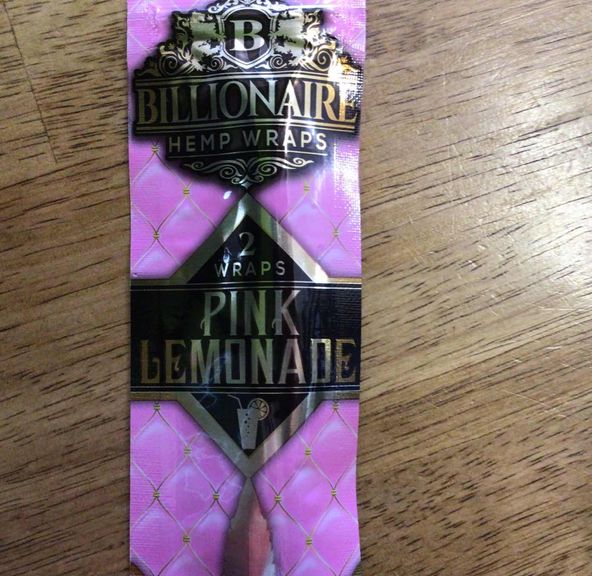 B
BILLIONAIRE
HEMP WRAPS
2
WRAPS
PINK
LEMONADE